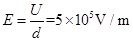 E = U/d =5×10⁵V / m